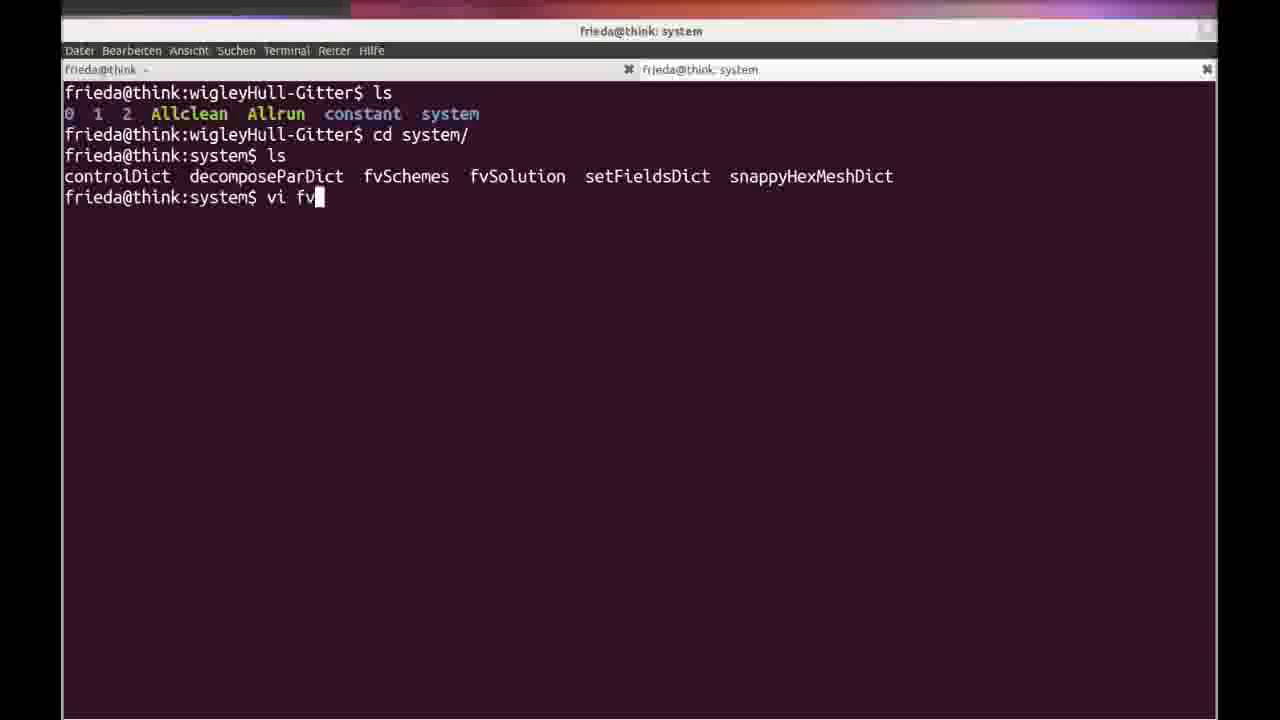 frieda@think: system
Datei Bearbeiten Ansicht Suchen Terminal Reiter Hilfe
frieda@think: ~ frieda@think: system
frieda@think:wigleyHull-Gitter$ ls
0 1 2 Allclean Allrun constant system
frieda@think:wigleyHull-Gitter$ cd system/
frieda@think:system$ ls
controlDict decomposeParDict fvSchemes fvSolution setFieldsDict snappyHexMeshDict
frieda@think:system$ vi fv